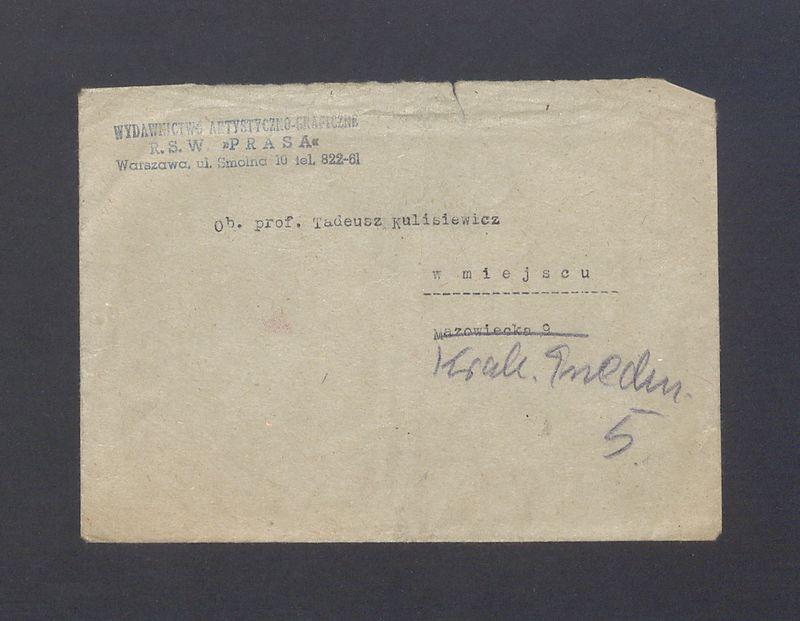 WYDAWNICTWO ARTYSTYCZNO-GRAFICZNE
R. S. W. »PRASA«
Warszawa, ul. Smolna 10 tel. 822-61
Ob. prof. Tadeusz Kulisiewicz
w miejscu
Mazowiecka 9
Krak. Przedm.
5